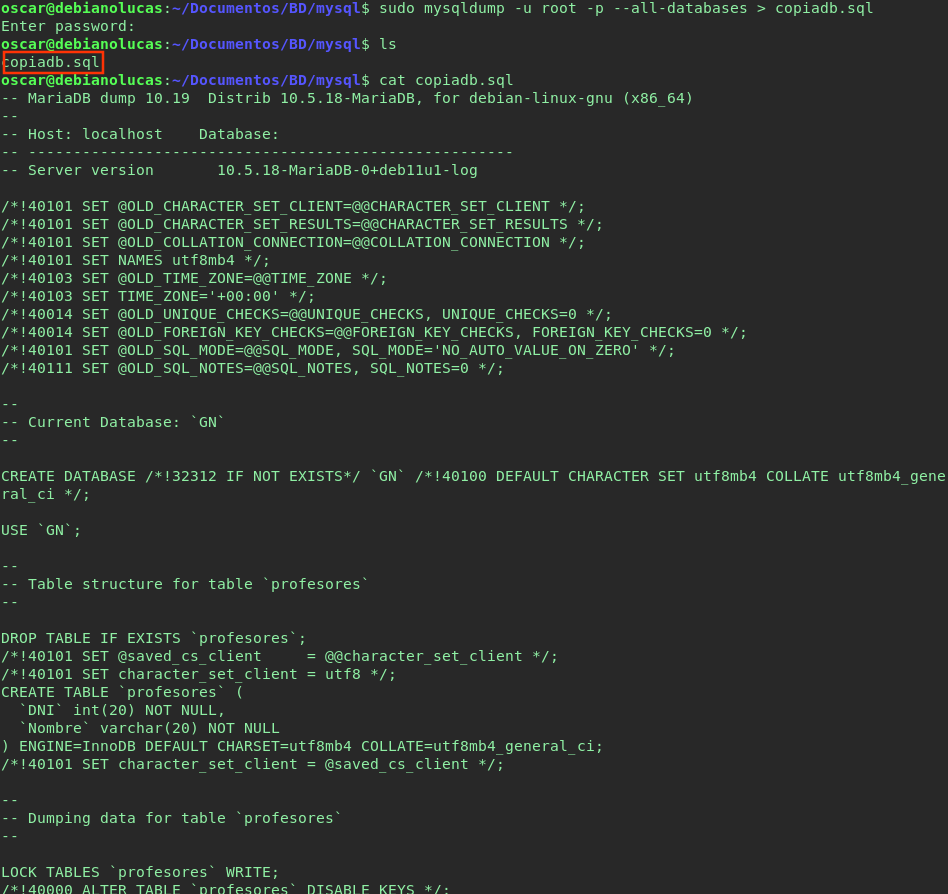 oscar@debianolucas:~/Documentos/BD/mysql$ sudo mysqldump -u root -p --all-databases > copiadb.sql
Enter password:
oscar@debianolucas:~/Documentos/BD/mysql$ ls
copiadb.sql
oscar@debianolucas:~/Documentos/BD/mysql$ cat copiadb.sql
-- MariaDB dump 10.19  Distrib 10.5.18-MariaDB, for debian-linux-gnu (x86_64)
--
-- Host: localhost    Database:
-- ------------------------------------------------------
-- Server version       10.5.18-MariaDB-0+deb11u1-log

/*!40101 SET @OLD_CHARACTER_SET_CLIENT=@@CHARACTER_SET_CLIENT */;
/*!40101 SET @OLD_CHARACTER_SET_RESULTS=@@CHARACTER_SET_RESULTS */;
/*!40101 SET @OLD_COLLATION_CONNECTION=@@COLLATION_CONNECTION */;
/*!40101 SET NAMES utf8mb4 */;
/*!40103 SET @OLD_TIME_ZONE=@@TIME_ZONE */;
/*!40103 SET TIME_ZONE='+00:00' */;
/*!40014 SET @OLD_UNIQUE_CHECKS=@@UNIQUE_CHECKS, UNIQUE_CHECKS=0 */;
/*!40014 SET @OLD_FOREIGN_KEY_CHECKS=@@FOREIGN_KEY_CHECKS, FOREIGN_KEY_CHECKS=0 */;
/*!40101 SET @OLD_SQL_MODE=@@SQL_MODE, SQL_MODE='NO_AUTO_VALUE_ON_ZERO' */;
/*!40111 SET @OLD_SQL_NOTES=@@SQL_NOTES, SQL_NOTES=0 */;

--
-- Current Database: `GN`
--

CREATE DATABASE /*!32312 IF NOT EXISTS*/ `GN` /*!40100 DEFAULT CHARACTER SET utf8mb4 COLLATE utf8mb4_gene
ral_ci */;

USE `GN`;

--
-- Table structure for table `profesores`
--

DROP TABLE IF EXISTS `profesores`;
/*!40101 SET @saved_cs_client     = @@character_set_client */;
/*!40101 SET character_set_client = utf8 */;
CREATE TABLE `profesores` (
  `DNI` int(20) NOT NULL,
  `Nombre` varchar(20) NOT NULL
) ENGINE=InnoDB DEFAULT CHARSET=utf8mb4 COLLATE=utf8mb4_general_ci;
/*!40101 SET character_set_client = @saved_cs_client */;

--
-- Dumping data for table `profesores`
--

LOCK TABLES `profesores` WRITE;
/*!40000 ALTER TABLE `profesores` DISABLE KEYS */;